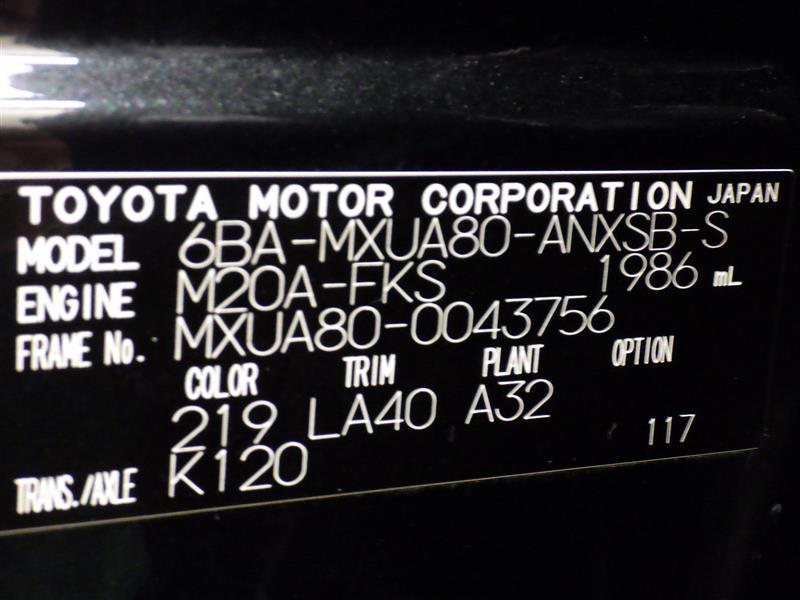 TOYOTA MOTOR CORPORATION JAPAN
MODEL 6BA-MXUA80-ANXSB-S
ENGINE M20A-FKS 1986 mL
FRAME No. MXUA80-0043756
COLOR TRIM PLANT OPTION
219 LA40 A32
117
TRANS./AXLE K120